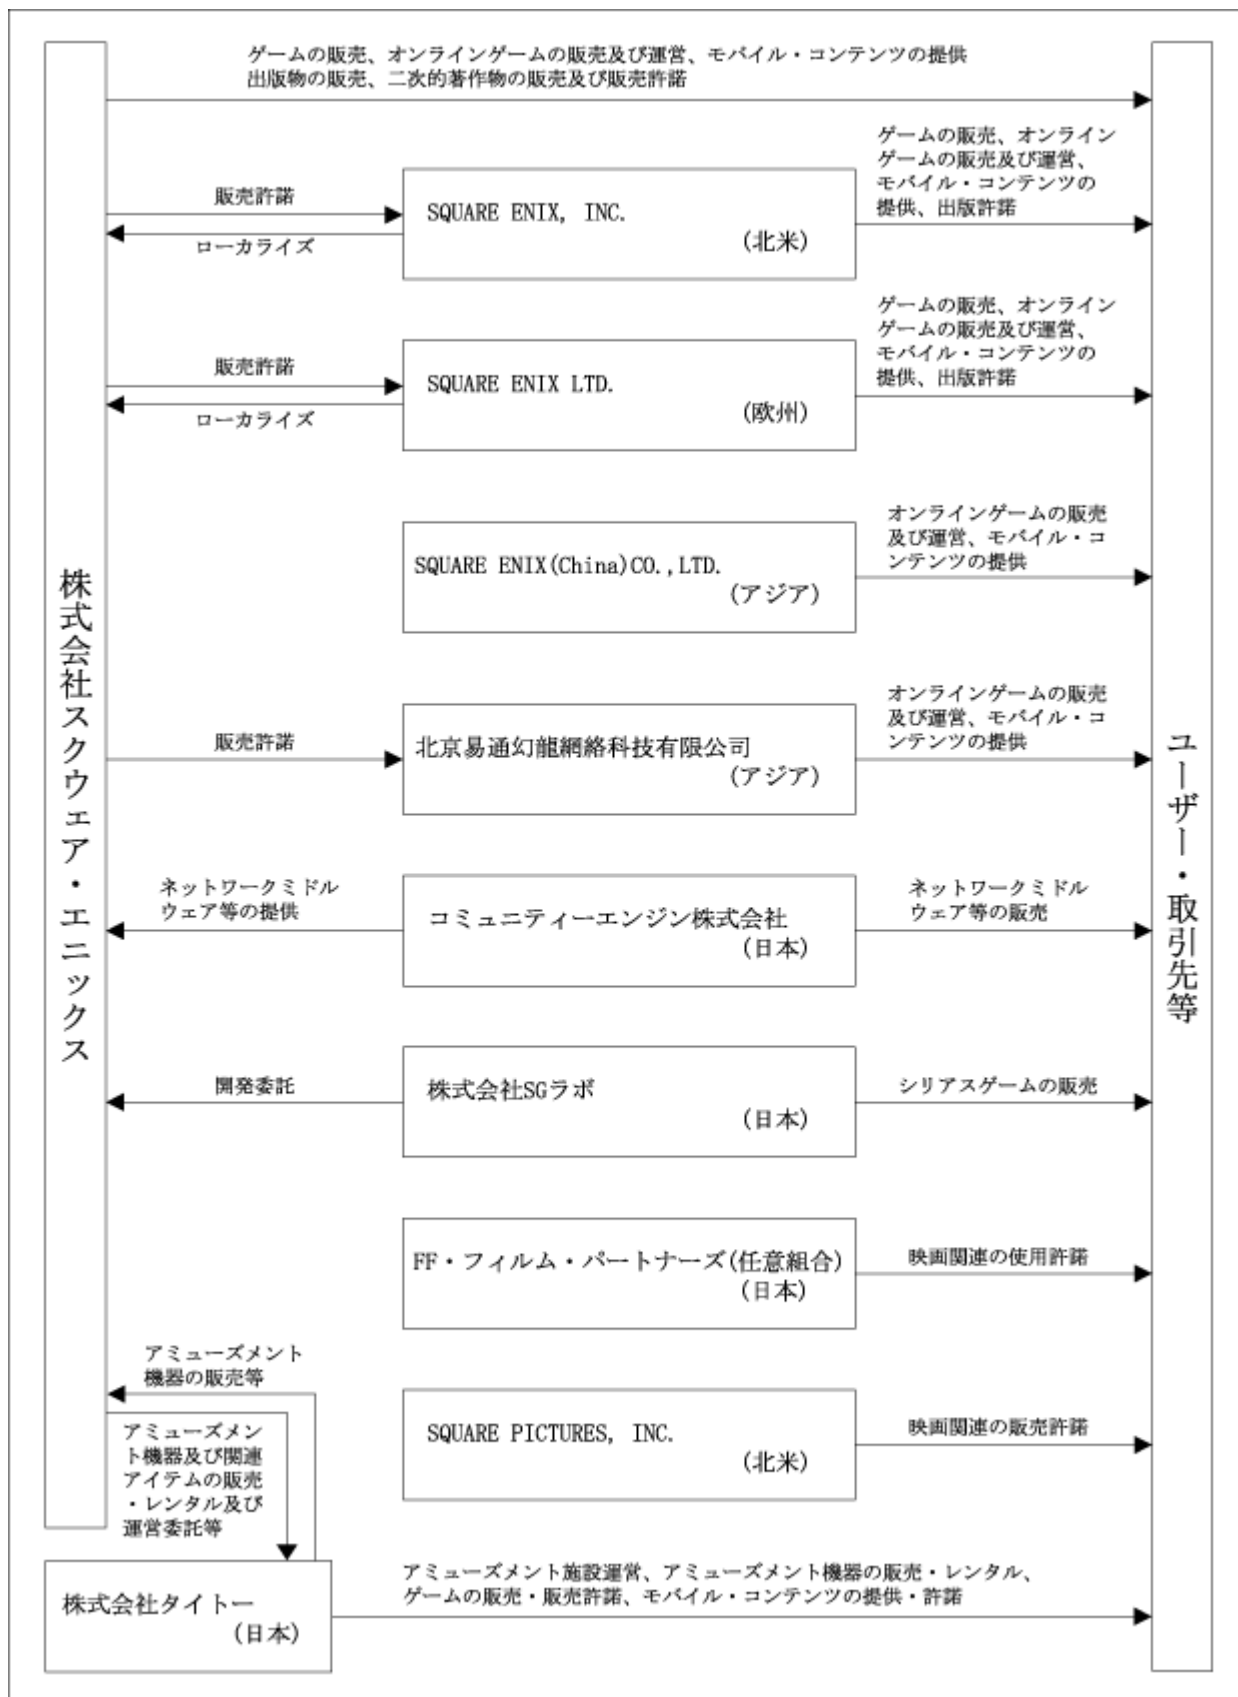 ゲームの販売、オンラインゲームの販売及び運営、モバイル・コンテンツの提供
出版物の販売、二次的著作物の販売及び販売許諾
株式会社スクウェア・エニックス
ユーザー・取引先等
販売許諾
ローカライズ
SQUARE ENIX, INC.
(北米)
ゲームの販売、オンライン
ゲームの販売及び運営、
モバイル・コンテンツの
提供、出版許諾
販売許諾
ローカライズ
SQUARE ENIX LTD.
(欧州)
ゲームの販売、オンライン
ゲームの販売及び運営、
モバイル・コンテンツの
提供、出版許諾
SQUARE ENIX(China)CO.,LTD.
(アジア)
オンラインゲームの販売
及び運営、モバイル・コ
ンテンツの提供
販売許諾
北京易通幻龍網絡科技有限公司
(アジア)
オンラインゲームの販売
及び運営、モバイル・コ
ンテンツの提供
ネットワークミドル
ウェア等の提供
コミュニティーエンジン株式会社
(日本)
ネットワークミドル
ウェア等の販売
開発委託
株式会社SGラボ
(日本)
シリアスゲームの販売
FF・フィルム・パートナーズ(任意組合)
(日本)
映画関連の使用許諾
アミューズメント
機器の販売等
アミューズメン
ト機器及び関連
アイテムの販売
・レンタル及び
運営委託等
SQUARE PICTURES, INC.
(北米)
映画関連の販売許諾
株式会社タイトー
(日本)
アミューズメント施設運営、アミューズメント機器の販売・レンタル、
ゲームの販売・販売許諾、モバイル・コンテンツの提供・許諾